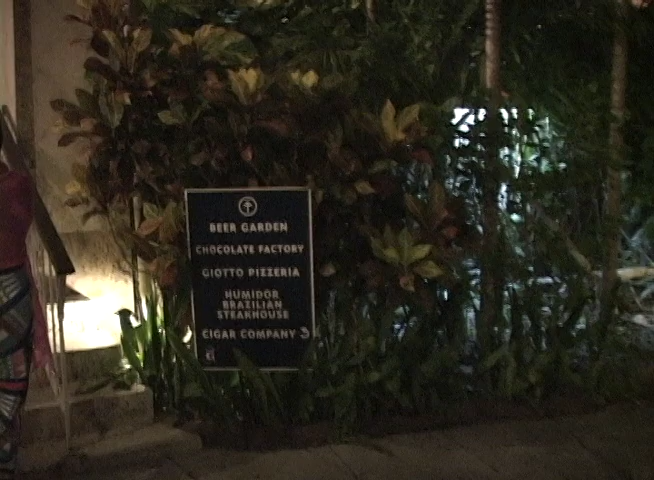 BEER GARDEN
CHOCOLATE FACTORY
GIOTTO PIZZERIA
HUMIDOR
BRAZILIAN
STEAKHOUSE
CIGAR COMPANY